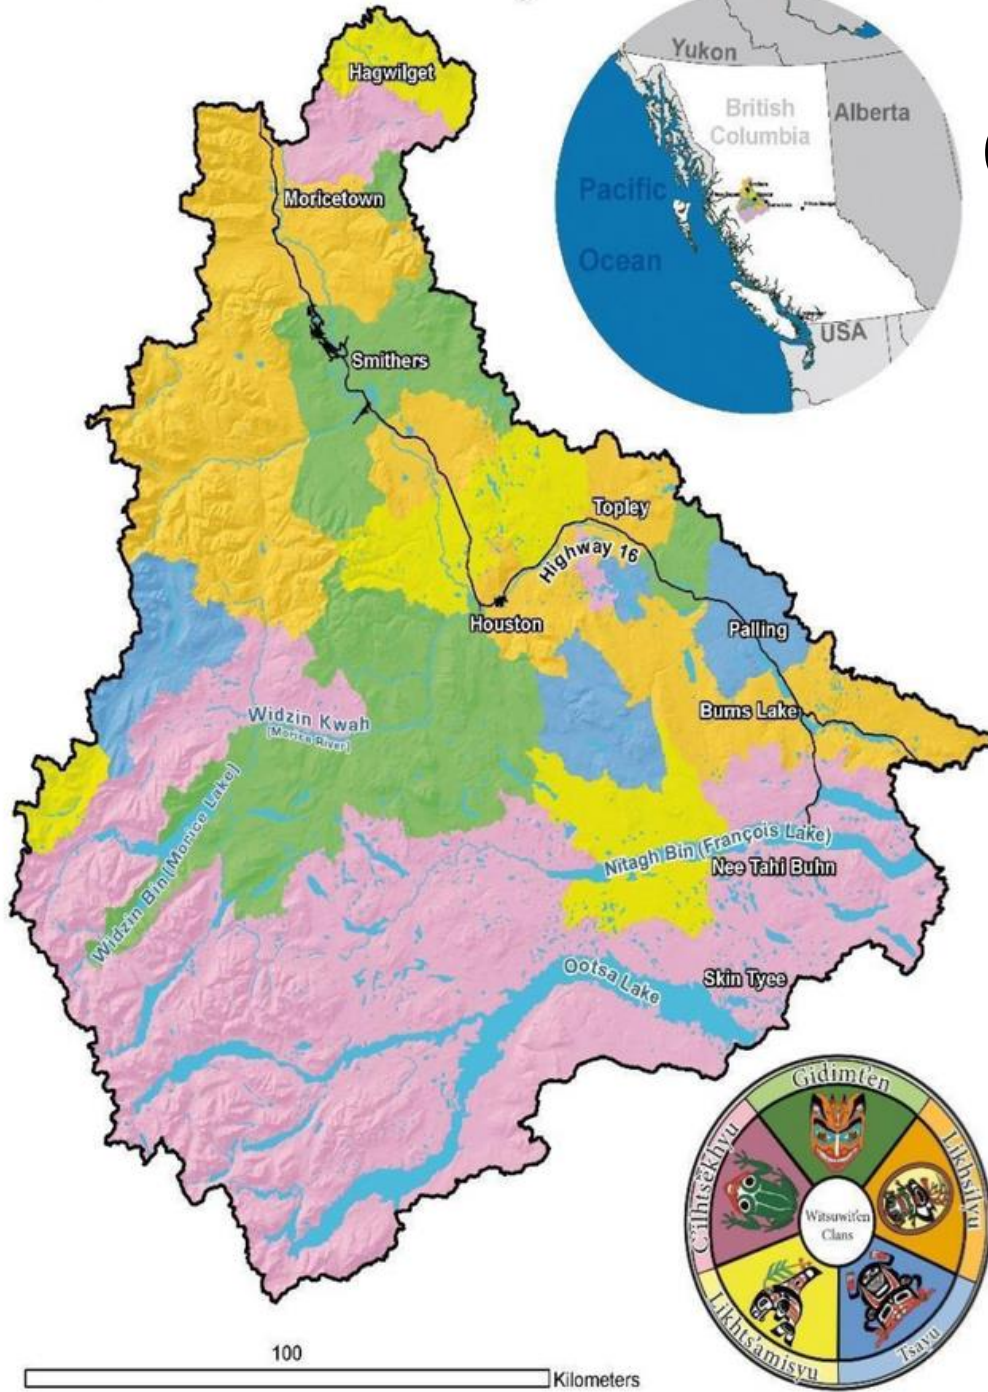 Hagwilget
Moricetown
Smithers
Topley
Highway 16
Houston
Palling
Burns Lake
Widzin Kwah
(Morice River)
Widzin Bin (Morice Lake)
Nitagh Bin (François Lake)
Nee Tahi Buhn
Ootsa Lake
Skin Tyee
Yukon
British
Columbia
Alberta
Pacific
Ocean
USA
Gidimt'en
Likhsilyu
Tsayu
Likhts'amisyu
C'ilhtsëkhyu
Witsuwit'en
Clans
100
Kilometers